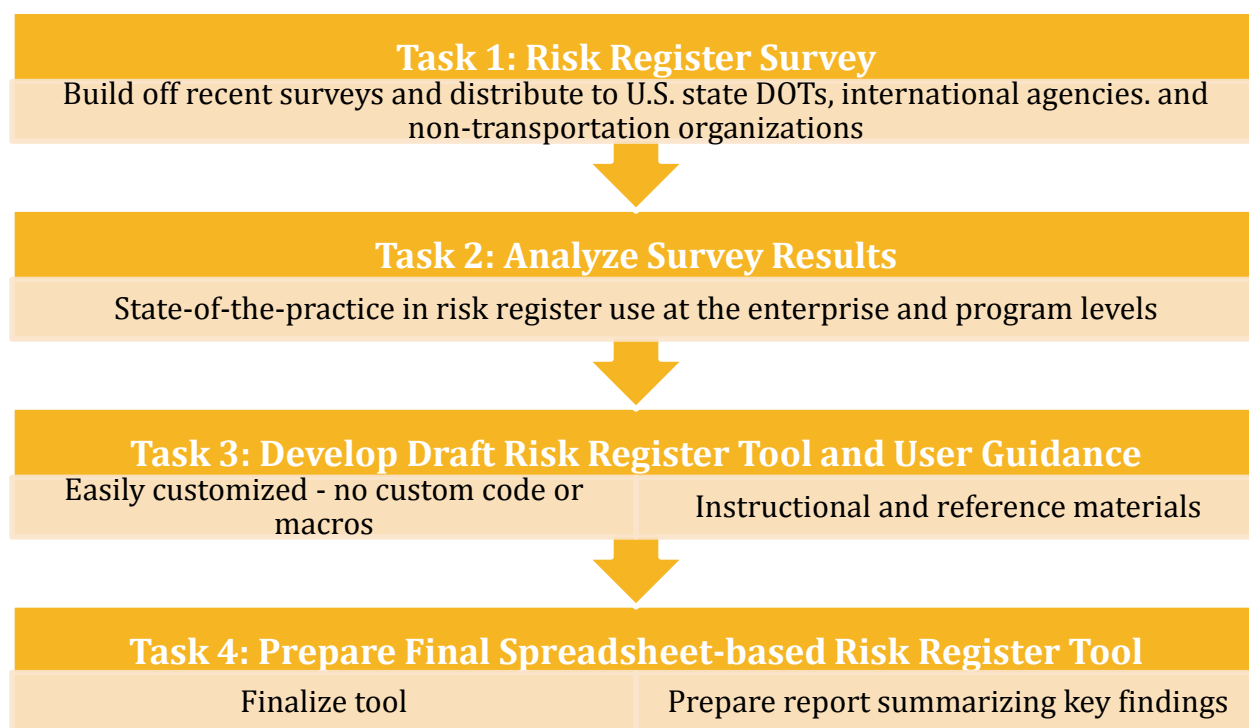 Task 1: Risk Register Survey
Build off recent surveys and distribute to U.S. state DOTs, international agencies. and
non-transportation organizations
Task 2: Analyze Survey Results
State-of-the-practice in risk register use at the enterprise and program levels
Task 3: Develop Draft Risk Register Tool and User Guidance
Easily customized - no custom code or
macros
Instructional and reference materials
Task 4: Prepare Final Spreadsheet-based Risk Register Tool
Finalize tool
Prepare report summarizing key findings